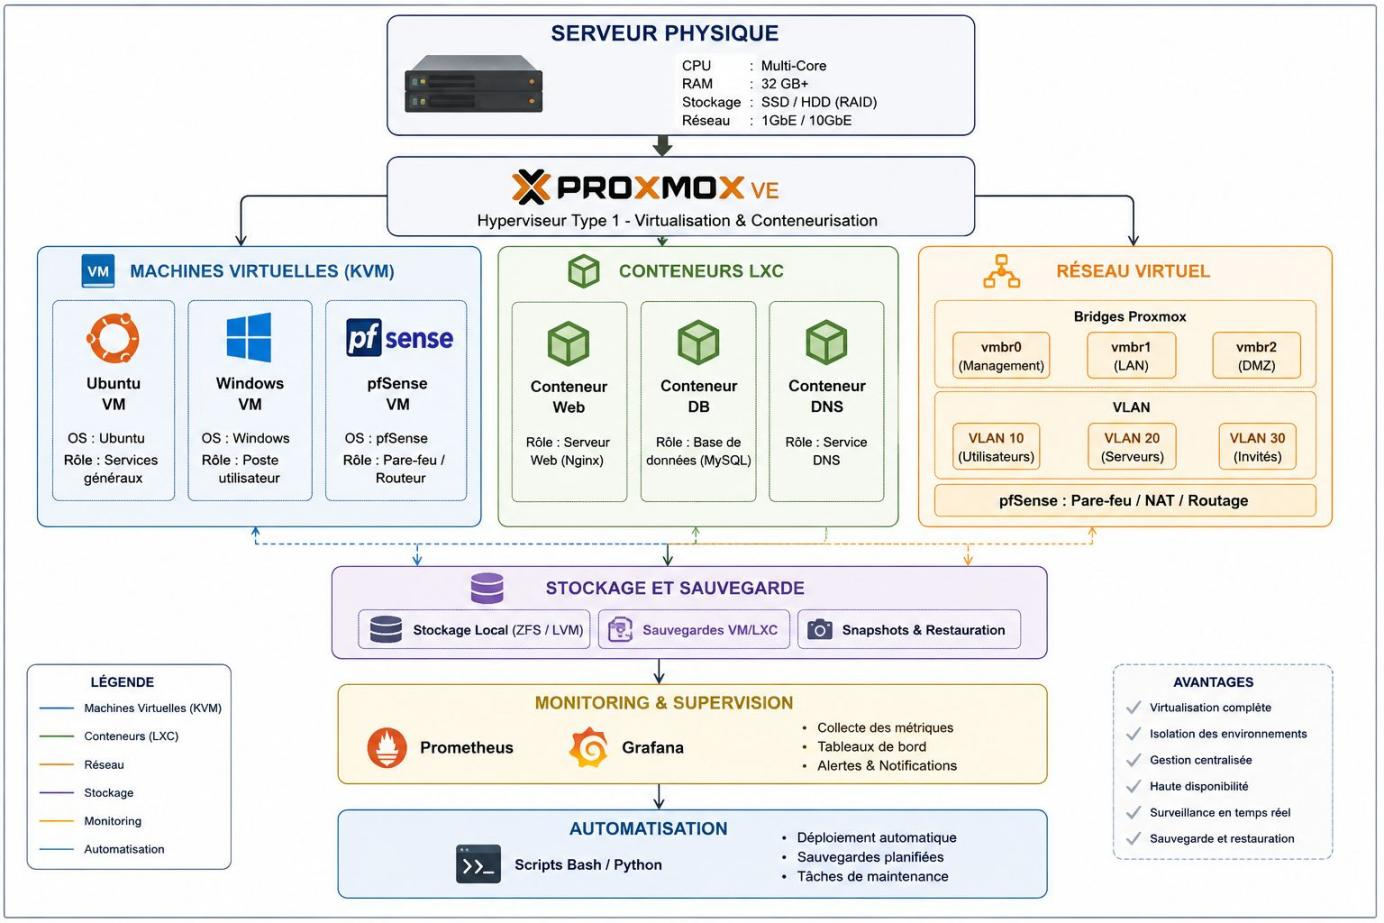 SERVEUR PHYSIQUE
CPU : Multi-Core
RAM : 32 GB+
Stockage : SSD / HDD (RAID)
Réseau : 1GbE / 10GbE
PROXMOX VE
Hyperviseur Type 1 - Virtualisation & Conteneurisation
VM
MACHINES VIRTUELLES (KVM)
Ubuntu
VM
OS : Ubuntu
Rôle : Services
généraux
Windows
VM
OS : Windows
Rôle : Poste
utilisateur
pfsense
pfSense
VM
OS : pfSense
Rôle : Pare-feu /
Routeur
CONTENEURS LXC
Conteneur
Web
Rôle : Serveur
Web (Nginx)
Conteneur
DB
Rôle : Base de
données (MySQL)
Conteneur
DNS
Rôle : Service
DNS
RÉSEAU VIRTUEL
Bridges Proxmox
vmbr0
(Management)
vmbr1
(LAN)
vmbr2
(DMZ)
VLAN
VLAN 10
(Utilisateurs)
VLAN 20
(Serveurs)
VLAN 30
(Invités)
pfSense : Pare-feu / NAT / Routage
STOCKAGE ET SAUVEGARDE
Stockage Local (ZFS / LVM)
Sauvegardes VM/LXC
Snapshots & Restauration
MONITORING & SUPERVISION
Prometheus
Grafana
• Collecte des métriques
• Tableaux de bord
• Alertes & Notifications
AUTOMATISATION
Scripts Bash / Python
• Déploiement automatique
• Sauvegardes planifiées
• Tâches de maintenance
LÉGENDE
Machines Virtuelles (KVM)
Conteneurs (LXC)
Réseau
Stockage
Monitoring
Automatisation
AVANTAGES
Virtualisation complète
Isolation des environnements
Gestion centralisée
Haute disponibilité
Surveillance en temps réel
Sauvegarde et restauration